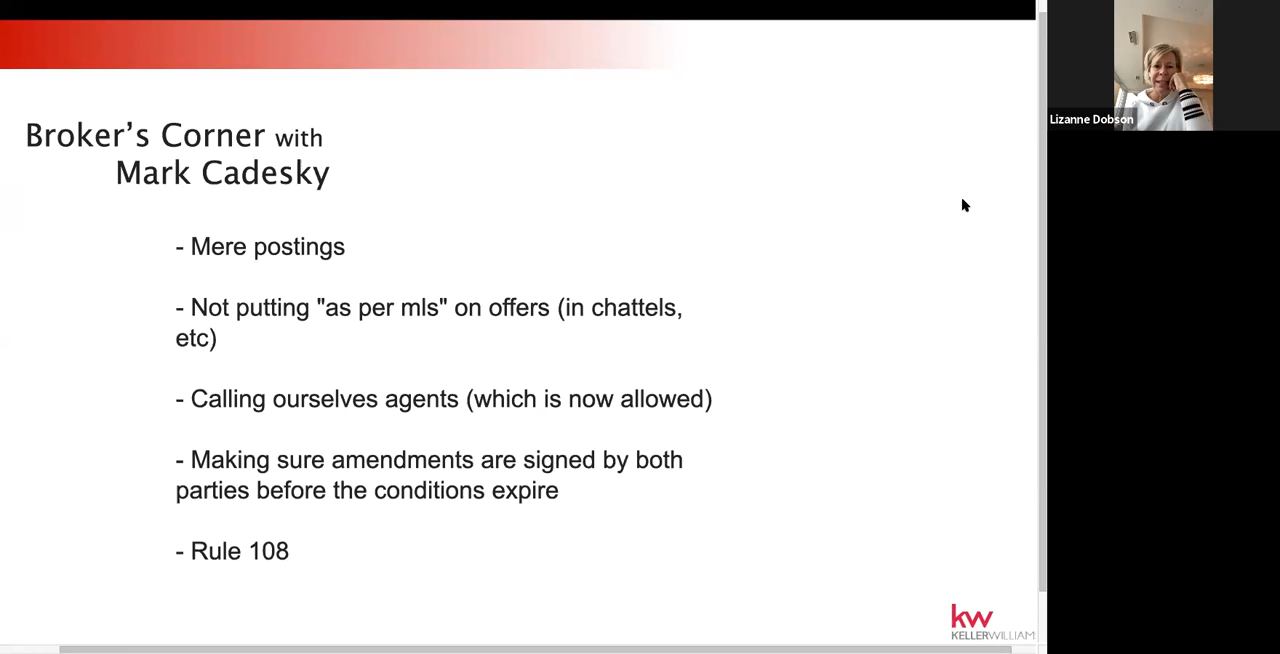 Broker's Corner with
Mark Cadesky
- Mere postings
- Not putting "as per mls" on offers (in chattels,
etc)
- Calling ourselves agents (which is now allowed)
- Making sure amendments are signed by both
parties before the conditions expire
- Rule 108
kw
KELLERWILLIAM
Lizanne Dobson